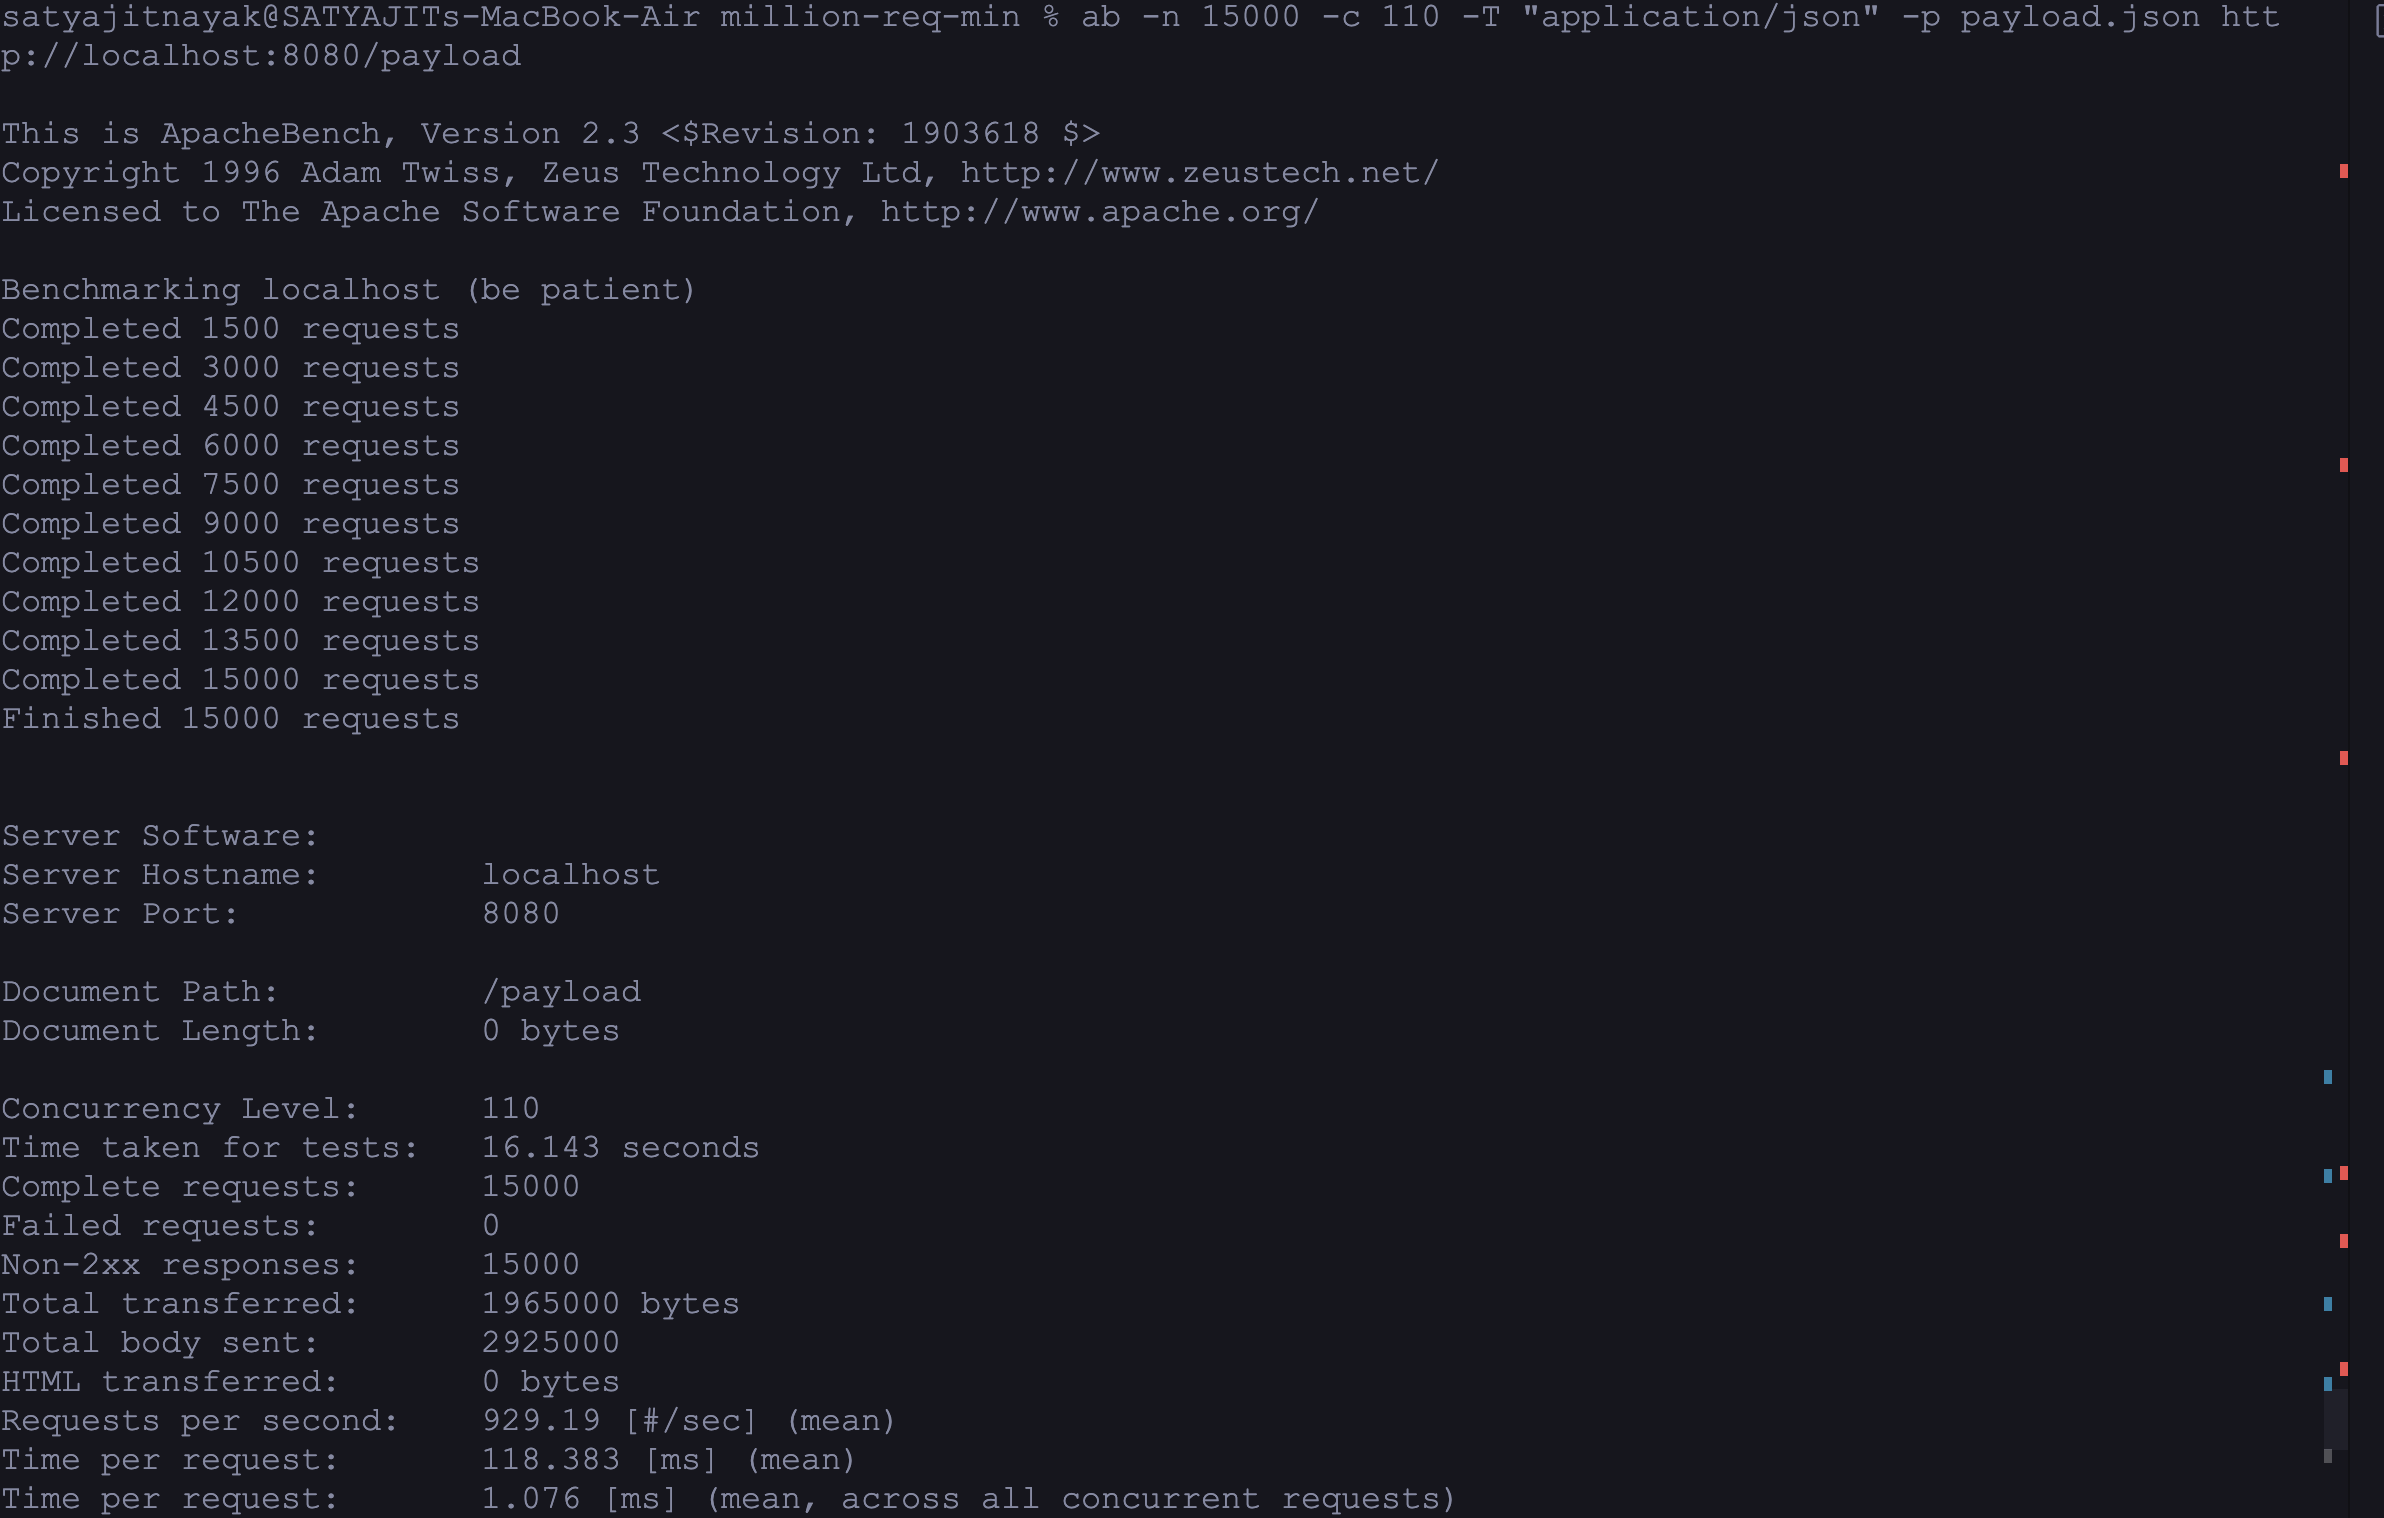 satyajitnayak@SATYAJITs-MacBook-Air million-req-min % ab -n 15000 -c 110 -T "application/json" -p payload.json htt
p://localhost:8080/payload
This is ApacheBench, Version 2.3 <$Revision: 1903618 $>
Copyright 1996 Adam Twiss, Zeus Technology Ltd, http://www.zeustech.net/
Licensed to The Apache Software Foundation, http://www.apache.org/
Benchmarking localhost (be patient)
Completed 1500 requests
Completed 3000 requests
Completed 4500 requests
Completed 6000 requests
Completed 7500 requests
Completed 9000 requests
Completed 10500 requests
Completed 12000 requests
Completed 13500 requests
Completed 15000 requests
Finished 15000 requests
Server Software:
Server Hostname:        localhost
Server Port:            8080
Document Path:          /payload
Document Length:        0 bytes
Concurrency Level:      110
Time taken for tests:   16.143 seconds
Complete requests:      15000
Failed requests:        0
Non-2xx responses:      15000
Total transferred:      1965000 bytes
Total body sent:        2925000
HTML transferred:       0 bytes
Requests per second:    929.19 [#/sec] (mean)
Time per request:       118.383 [ms] (mean)
Time per request:       1.076 [ms] (mean, across all concurrent requests)